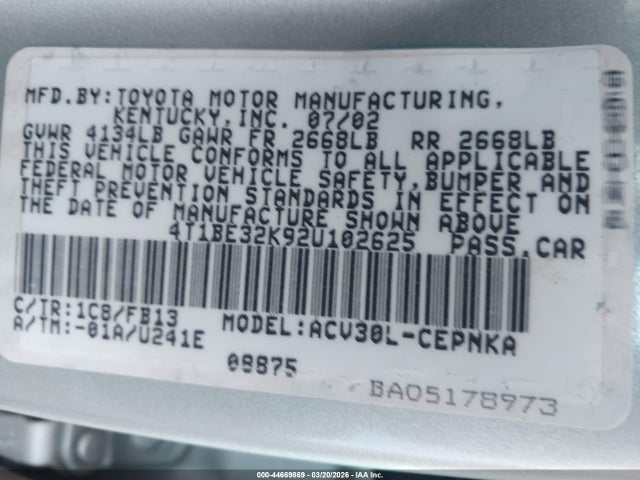 MFD.BY:TOYOTA MOTOR MANUFACTURING,
KENTUCKY,INC. 07/02
GVWR 4134LB GAWR FR 2668LB RR 2668LB
THIS VEHICLE CONFORMS TO ALL APPLICABLE
FEDERAL MOTOR VEHICLE SAFETY,BUMPER AND
THEFT PREVENTION STANDARDS IN EFFECT ON
THE DATE OF MANUFACTURE SHOWN ABOVE
4T1BE32K92U102625 PASS.CAR
C/TR:1C8/FB13
A/TM:-01A/U241E
MODEL:ACV30L-CEPNKA
08875
BA05178973
000-44669869 | 03/20/2026 | IAA Inc.